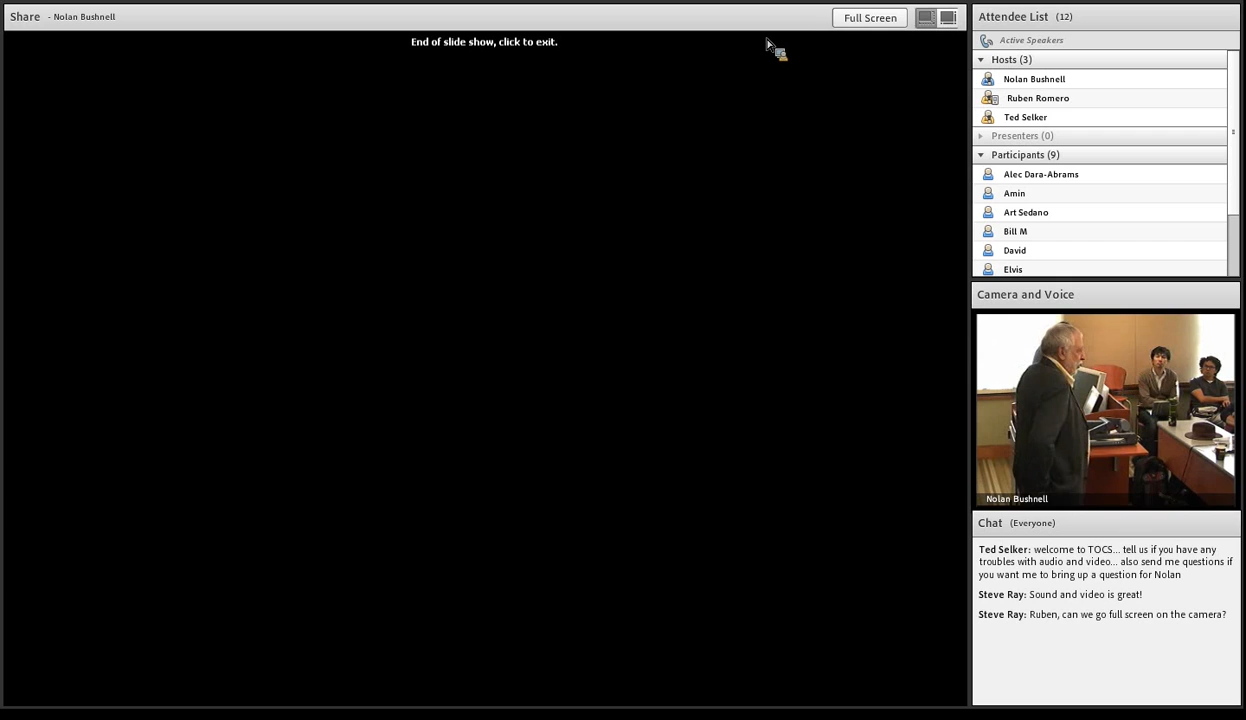 Share - Nolan Bushnell
Full Screen
End of slide show, click to exit.
Attendee List (12)
Active Speakers
Hosts (3)
Nolan Bushnell
Ruben Romero
Ted Selker
Presenters (0)
Participants (9)
Alec Dara-Abrams
Amin
Art Sedano
Bill M
David
Elvis
Camera and Voice
Nolan Bushnell
Chat (Everyone)
Ted Selker: welcome to TOCS... tell us if you have any
troubles with audio and video... also send me questions if
you want me to bring up a question for Nolan
Steve Ray: Sound and video is great!
Steve Ray: Ruben, can we go full screen on the camera?